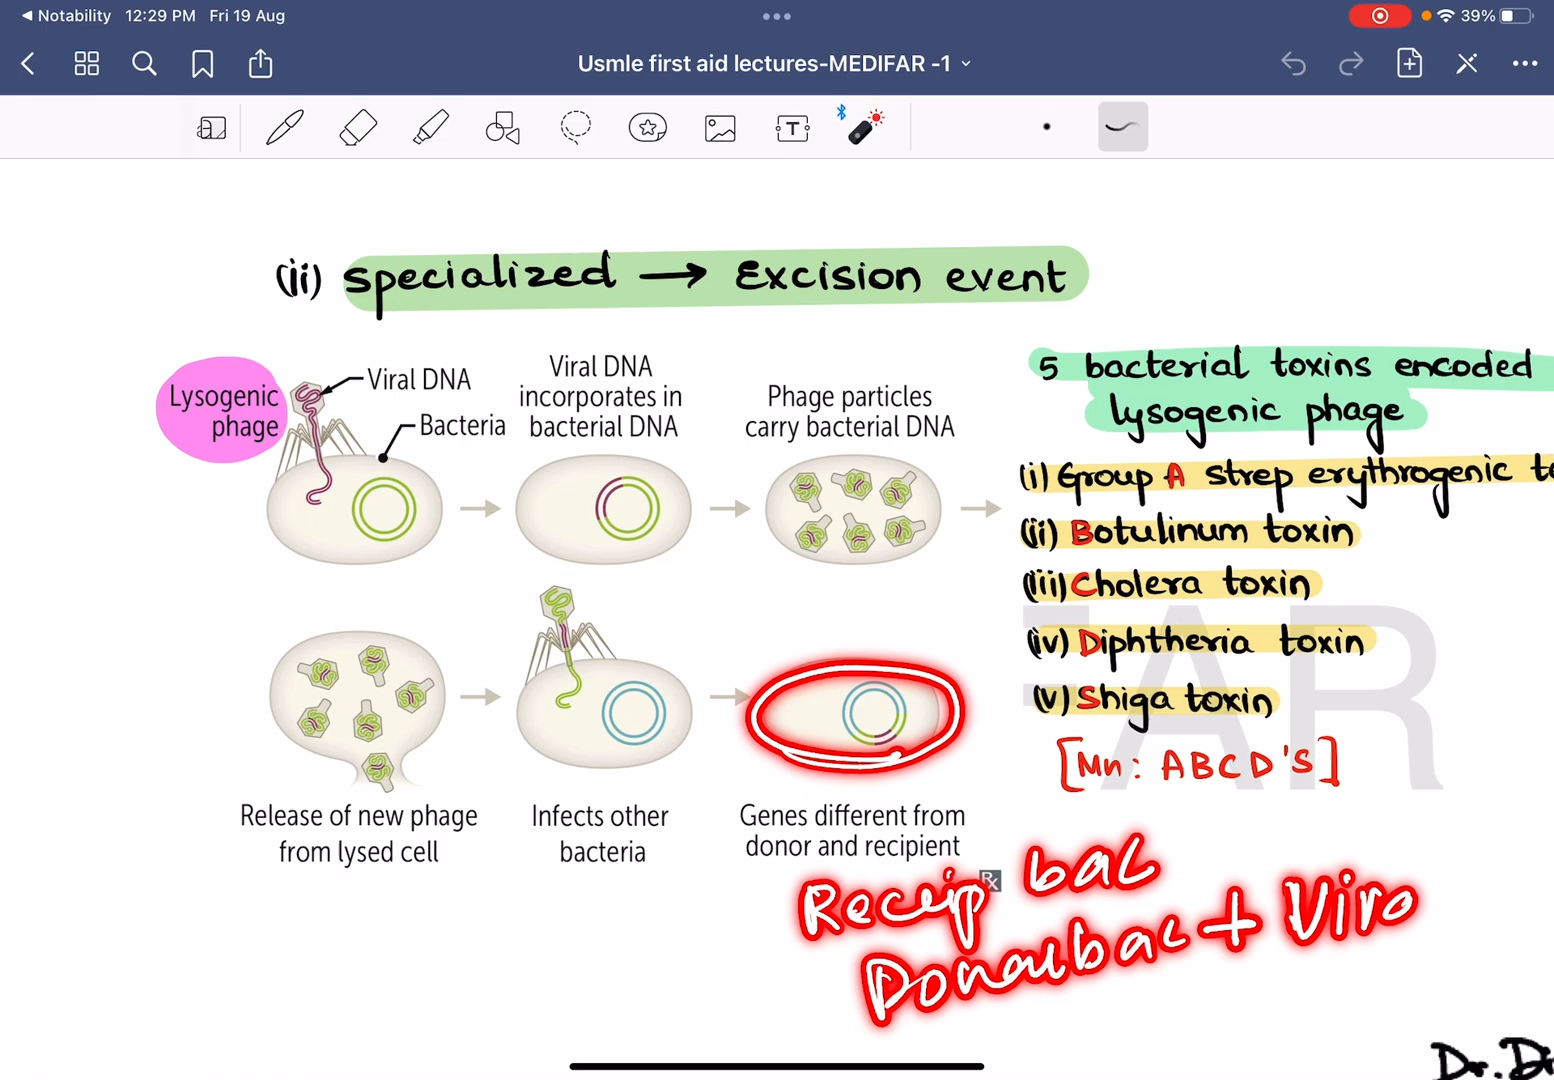 Notability 12:29 PM Fri 19 Aug
39%
Usmle first aid lectures-MEDIFAR -1
T
(ii) specialized → Excision event
Lysogenic
phage
Viral DNA
Bacteria
Viral DNA
incorporates in
bacterial DNA
Phage particles
carry bacterial DNA
Release of new phage
from lysed cell
Infects other
bacteria
Genes different from
donor and recipient
Rx
5 bacterial toxins encoded
lysogenic phage
(i) Group A strep erythrogenic
(ii) Botulinum toxin
(iii) Cholera toxin
(iv) Diphtheria toxin
(v) Shiga toxin
[Mn: ABCD'S]
Recip bac
+ Viro
Dr.